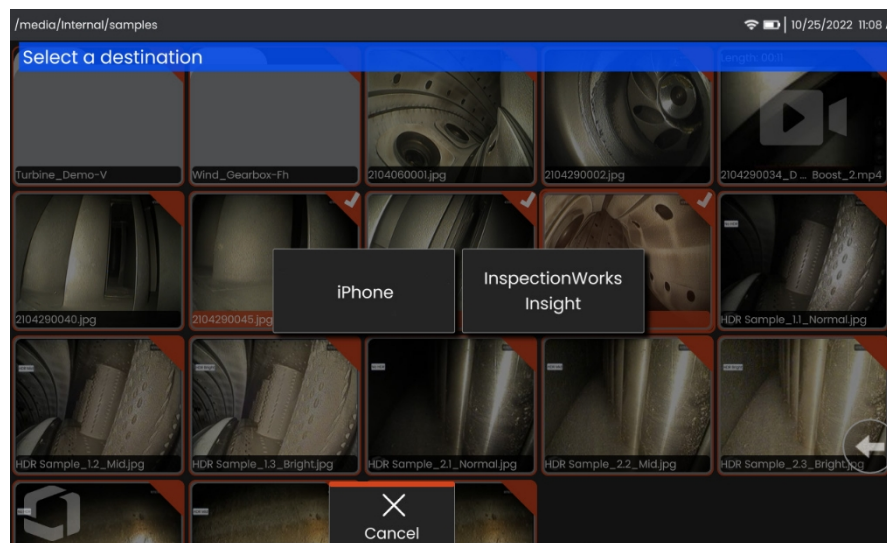 /media/Internal/samples
10/25/2022 11:08
Select a destination
Length: 00:11
Turbine_Demo-V
Wind_Gearbox-Fh
2104060001.jpg
2104290002.jpg
2104290034_D ... Boost_2.mp4
iPhone
InspectionWorks
Insight
2104290040.jpg
2104290045.jpg
HDR Sample_1.1_Normal.jpg
HDR Sample_1.2_Mid.jpg
HDR Sample_1.3_Bright.jpg
HDR Sample_2.1_Normal.jpg
HDR Sample_2.2_Mid.jpg
HDR Sample_2.3_Bright.jpg
Cancel